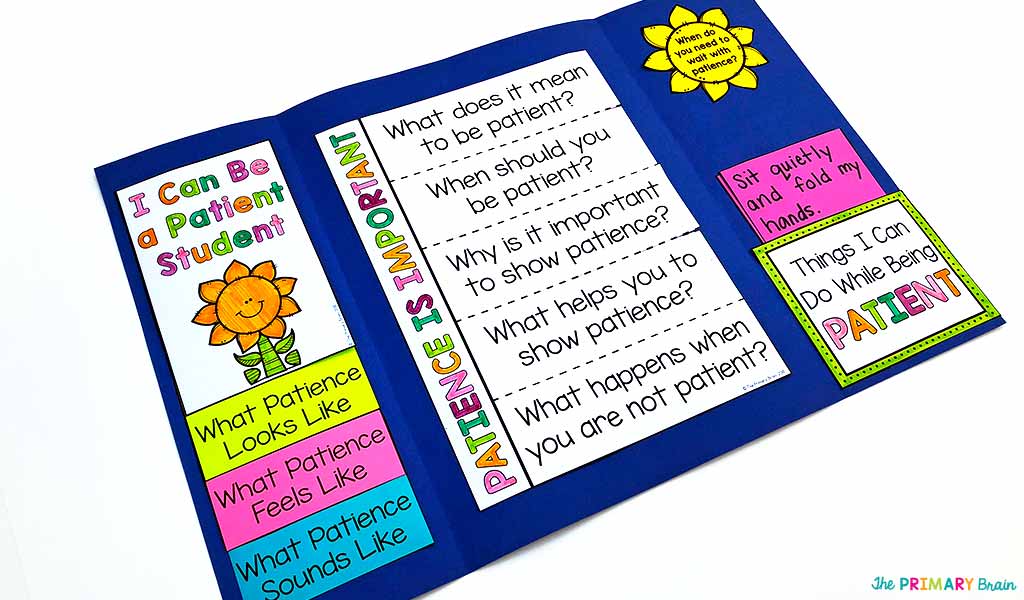 I Can Be
a Patient
Student
What Patience
Looks Like
What Patience
Feels Like
What Patience
Sounds Like
PATIENCE IS IMPORTANT
What does it mean
to be patient?
When should you
be patient?
Why is it important
to show patience?
What helps you to
show patience?
What happens when
you are not patient?
When do
you need to
wait with
patience?
Sit quietly
and fold my
hands.
Things I Can
Do While Being
PATIENT
The PRIMARY Brain